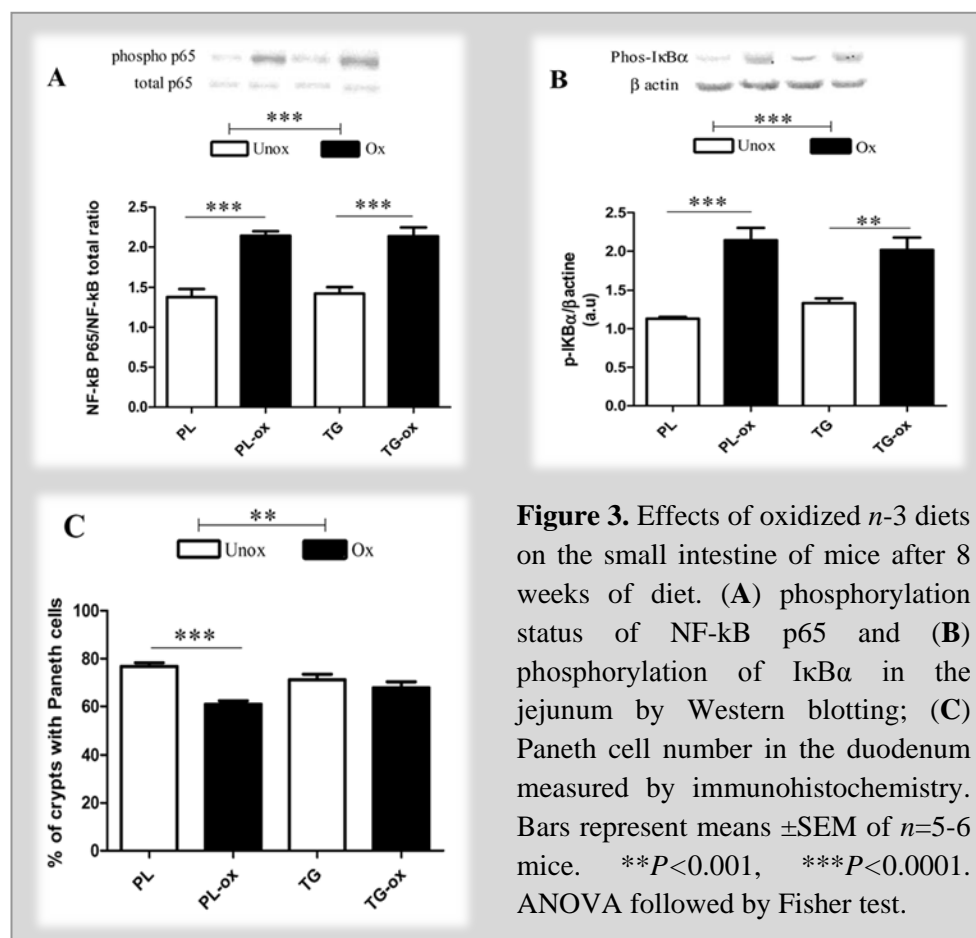 phospho p65
total p65
A
***
Unox
Ox
NF-kB P65/NF-kB total ratio
2.5
2.0
1.5
1.0
0.5
0.0
***
***
PL
PL-ox
TG
TG-ox
Phos-IκBα
β actin
B
***
Unox
Ox
p-IKBα/β actine
(a.u)
2.5
2.0
1.5
1.0
0.5
0.0
***
**
PL
PL-ox
TG
TG-ox
C
**
Unox
Ox
% of crypts with Paneth cells
100
80
60
40
20
0
***
PL
PL-ox
TG
TG-ox
Figure 3. Effects of oxidized n-3 diets
on the small intestine of mice after 8
weeks of diet. (A) phosphorylation
status of NF-kB p65 and (B)
phosphorylation of IκBα in the
jejunum by Western blotting; (C)
Paneth cell number in the duodenum
measured by immunohistochemistry.
Bars represent means ±SEM of n=5-6
mice. **P<0.001, ***P<0.0001.
ANOVA followed by Fisher test.